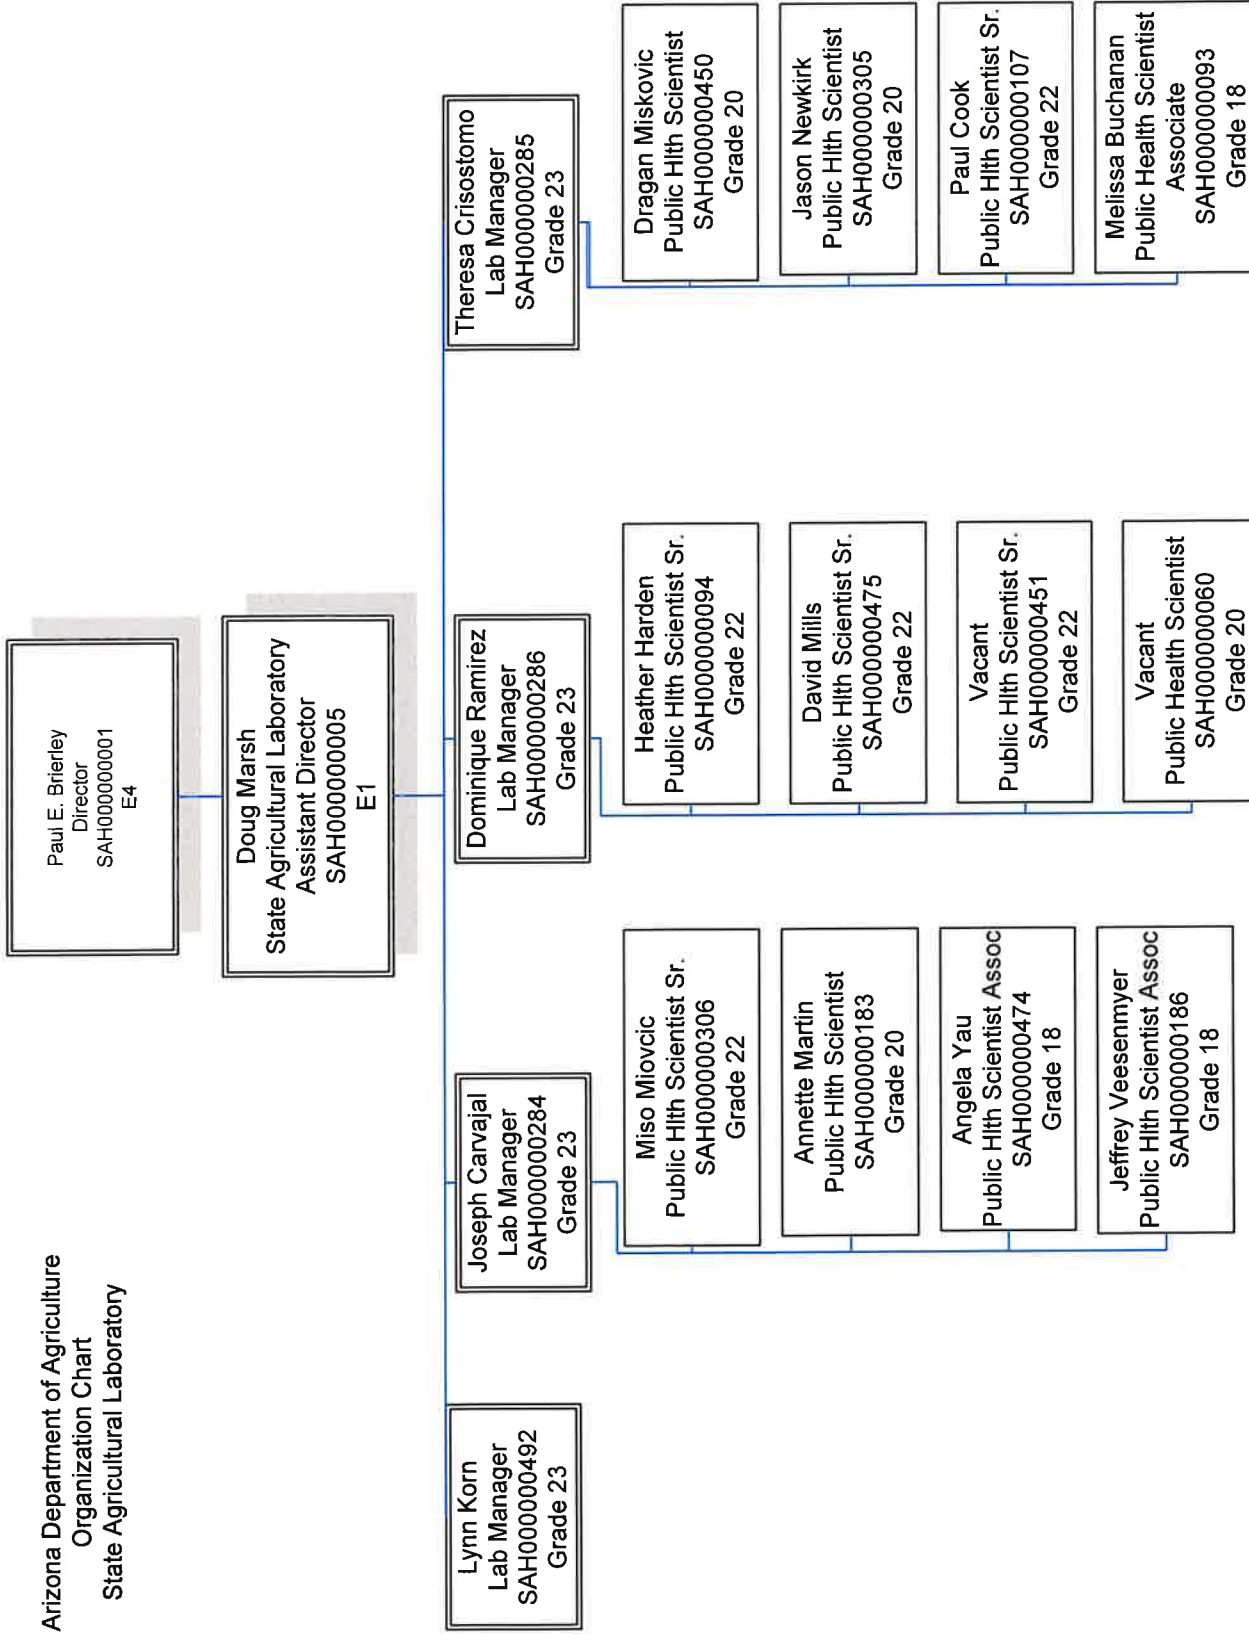 Arizona Department of Agriculture
Organization Chart
State Agricultural Laboratory
Paul E. Brierley
Director
SAH000000001
E4
Doug Marsh
State Agricultural Laboratory
Assistant Director
SAH000000005
E1
Lynn Korn
Lab Manager
SAH000000492
Grade 23
Joseph Carvajal
Lab Manager
SAH000000284
Grade 23
Miso Miovcic
Public Hlth Scientist Sr.
SAH000000306
Grade 22
Annette Martin
Public Hlth Scientist
SAH000000183
Grade 20
Angela Yau
Public Hlth Scientist Assoc
SAH000000474
Grade 18
Jeffrey Veesenmyer
Public Hlth Scientist Assoc
SAH000000186
Grade 18
Dominique Ramirez
Lab Manager
SAH000000286
Grade 23
Heather Harden
Public Hlth Scientist Sr.
SAH000000094
Grade 22
David Mills
Public Hlth Scientist Sr.
SAH000000475
Grade 22
Vacant
Public Hlth Scientist Sr.
SAH000000451
Grade 22
Vacant
Public Health Scientist
SAH000000060
Grade 20
Theresa Crisostomo
Lab Manager
SAH000000285
Grade 23
Dragan Miskovic
Public Hlth Scientist
SAH000000450
Grade 20
Jason Newkirk
Public Hlth Scientist
SAH000000305
Grade 20
Paul Cook
Public Hlth Scientist Sr.
SAH000000107
Grade 22
Melissa Buchanan
Public Health Scientist
Associate
SAH000000093
Grade 18